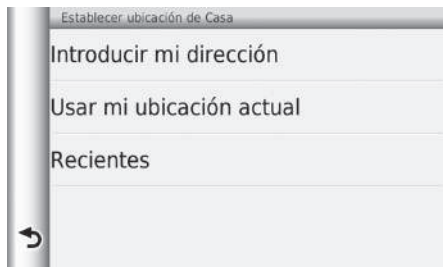 Establecer ubicación de Casa
Introducir mi dirección
Usar mi ubicación actual
Recientes